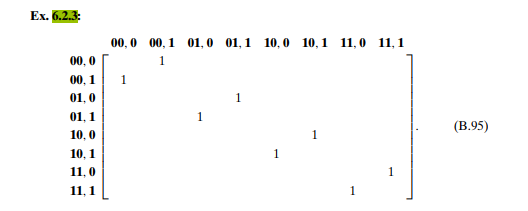 Ex. 6.2.3:
00, 0 00, 1 01, 0 01, 1 10, 0 10, 1 11, 0 11, 1
00, 0 1
00, 1 1
01, 0 1
01, 1 1
10, 0 1
10, 1 1
11, 0 1
11, 1 1
. (B.95)